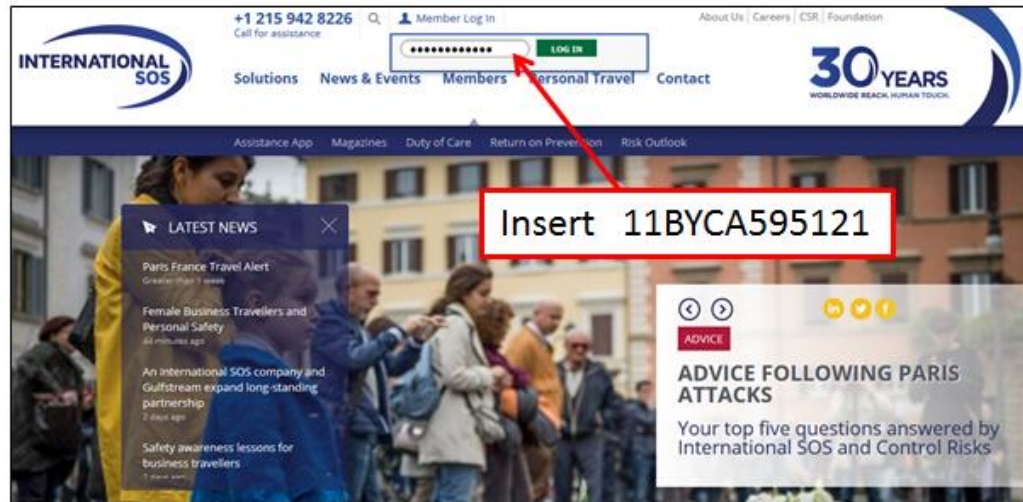 +1 215 942 8226
Member Log In
About Us | Careers | CSR | Foundation
Call for assistance
INTERNATIONAL
SOS
LOG IN
Solutions News & Events Members Personal Travel Contact
30 YEARS
WORLDWIDE REACH. HUMAN TOUCH.
Assistance App Magazines Duty of Care Return on Prevention Risk Outlook
Insert 11BYCA595121
LATEST NEWS
Paris France Travel Alert
Greater than 1 week
Female Business Travellers and
Personal Safety
44 minutes ago
An International SOS company and
Gulfstream expand long-standing
partnership
2 days ago
Safety awareness lessons for
business travellers
ADVICE
ADVICE FOLLOWING PARIS
ATTACKS
Your top five questions answered by
International SOS and Control Risks